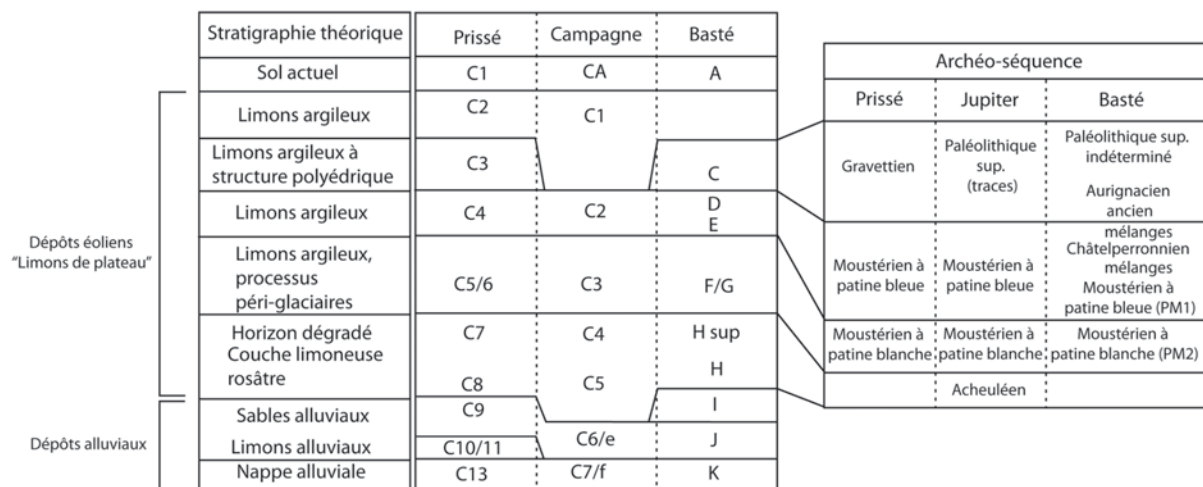 Stratigraphie théorique
Prissé
Campagne
Basté
Sol actuel
C1
CA
A
Dépôts éoliens
"Limons de plateau"
Limons argileux
C2
C1
Limons argileux à
structure polyédrique
C3
C
Limons argileux
C4
C2
D
E
Limons argileux,
processus
péri-glaciaires
C5/6
C3
F/G
Horizon dégradé
Couche limoneuse
rosâtre
C7
C4
H sup
C8
C5
H
Dépôts alluviaux
Sables alluviaux
C9
I
Limons alluviaux
C10/11
C6/e
J
Nappe alluviale
C13
C7/f
K
Archéo-séquence
Prissé
Jupiter
Basté
Gravettien
Paléolithique
sup.
(traces)
Paléolithique sup.
indéterminé
Aurignacien
ancien
Moustérien à
patine bleue
Moustérien à
patine bleue
mélanges
Châtelperronnien
mélanges
Moustérien à
patine bleue (PM1)
Moustérien à
patine blanche
Moustérien à
patine blanche
Moustérien à
patine blanche (PM2)
Acheuléen